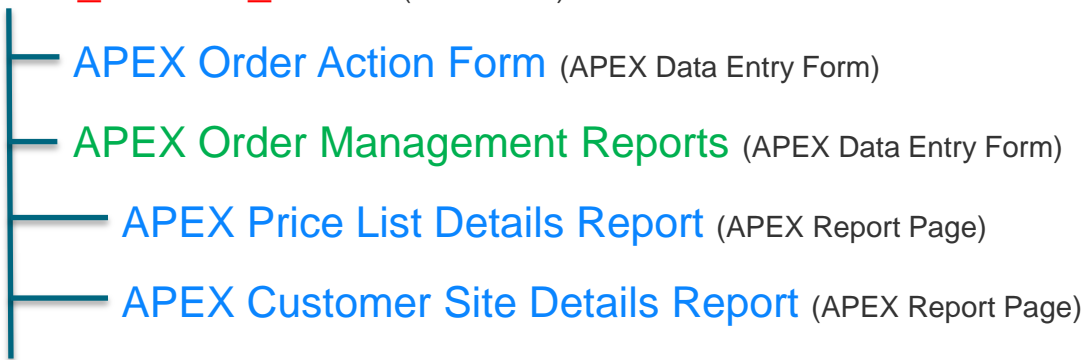 APEX Order Action Form (APEX Data Entry Form)
APEX Order Management Reports (APEX Data Entry Form)
APEX Price List Details Report (APEX Report Page)
APEX Customer Site Details Report (APEX Report Page)